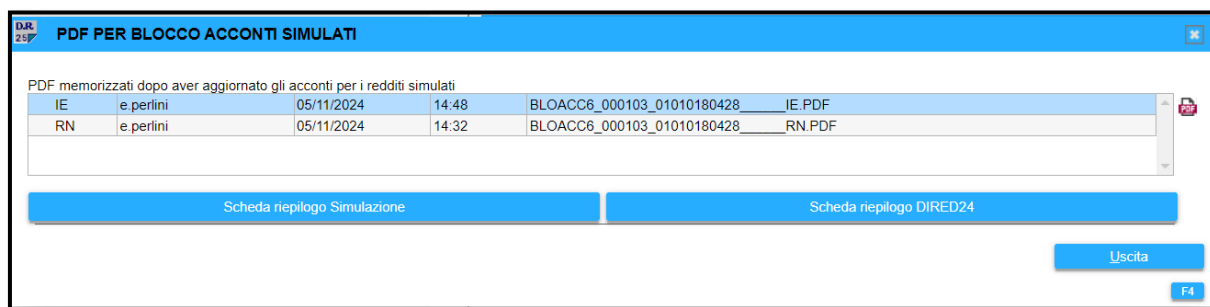 D.R. 25
PDF PER BLOCCO ACCONTI SIMULATI
PDF memorizzati dopo aver aggiornato gli acconti per i redditi simulati
IE e.perlini 05/11/2024 14:48 BLOACC6_000103_01010180428______IE.PDF
RN e.perlini 05/11/2024 14:32 BLOACC6_000103_01010180428______RN.PDF
PDF
Scheda riepilogo Simulazione Scheda riepilogo DIRED24
Uscita
F4